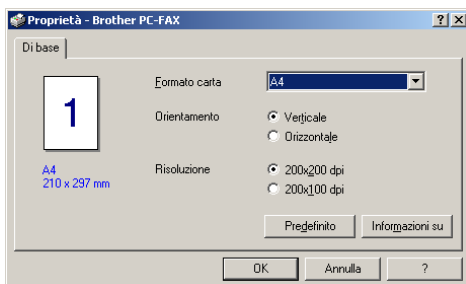 Proprietà - Brother PC-FAX
? x
Di base
1
A4
210 x 297 mm
Formato carta
A4
Orientamento
Verticale
Orizzontale
Risoluzione
200x200 dpi
200x100 dpi
Predefinito Informazioni su
OK Annulla ?